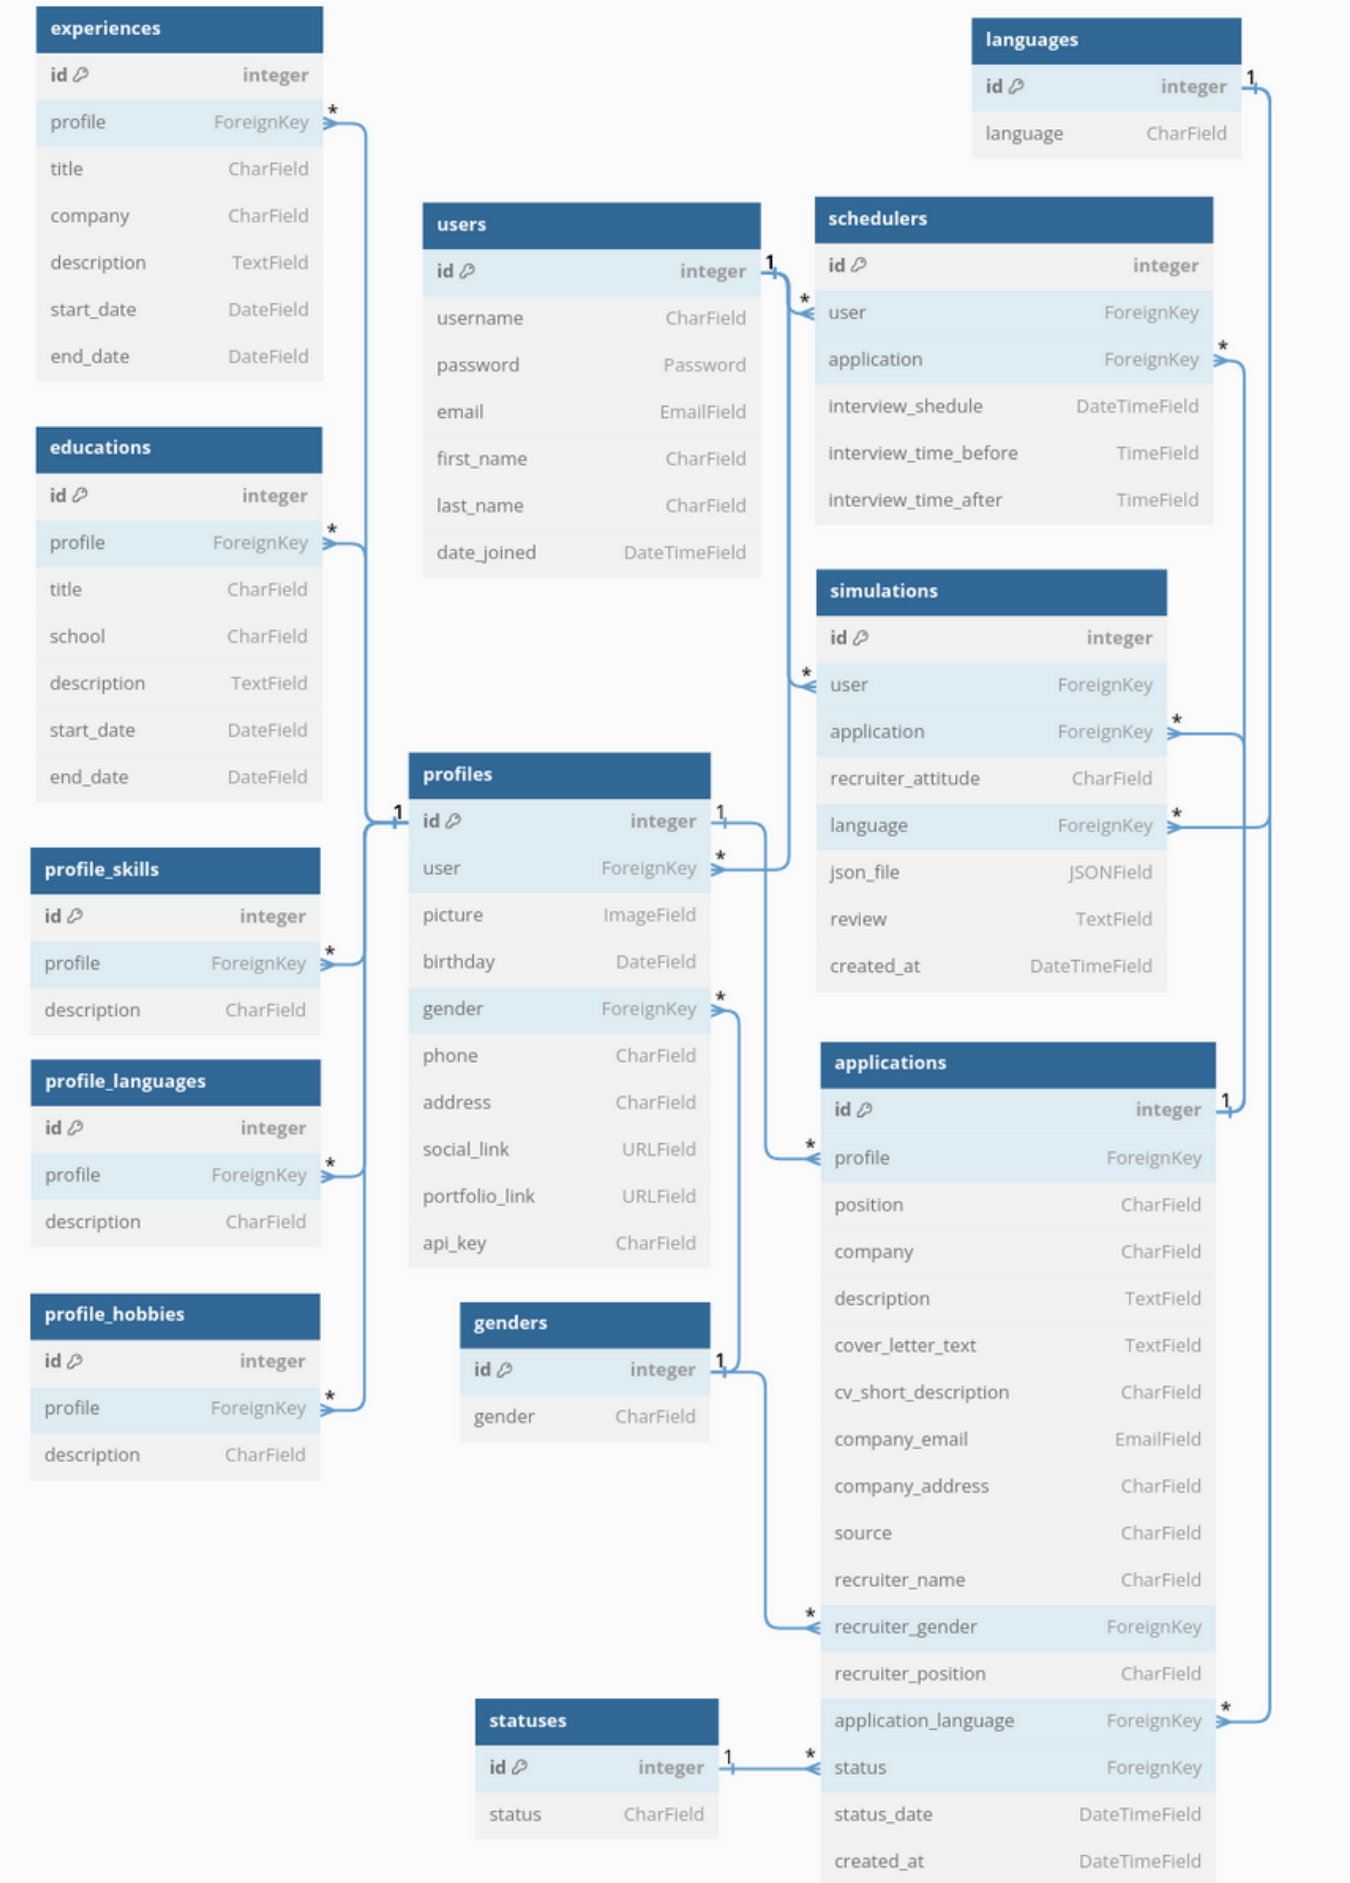 experiences
id integer
profile ForeignKey *
title CharField
company CharField
description TextField
start_date DateField
end_date DateField
educations
id integer
profile ForeignKey *
title CharField
school CharField
description TextField
start_date DateField
end_date DateField
profile_skills
id integer
profile ForeignKey *
description CharField
profile_languages
id integer
profile ForeignKey *
description CharField
profile_hobbies
id integer
profile ForeignKey *
description CharField
users
id integer 1
username CharField
password Password
email EmailField
first_name CharField
last_name CharField
date_joined DateTimeField
profiles
1 id integer 1
user ForeignKey *
picture ImageField
birthday DateField
gender ForeignKey *
phone CharField
address CharField
social_link URLField
portfolio_link URLField
api_key CharField
genders
id integer 1
gender CharField
statuses
id integer 1
status CharField
languages
id integer 1
language CharField
schedulers
id integer
* user ForeignKey
application ForeignKey *
interview_shedule DateTimeField
interview_time_before TimeField
interview_time_after TimeField
simulations
id integer
* user ForeignKey
application ForeignKey *
recruiter_attitude CharField
language ForeignKey *
json_file JSONField
review TextField
created_at DateTimeField
applications
id integer 1
* profile ForeignKey
position CharField
company CharField
description TextField
cover_letter_text TextField
cv_short_description CharField
company_email EmailField
company_address CharField
source CharField
recruiter_name CharField
* recruiter_gender ForeignKey
recruiter_position CharField
application_language ForeignKey *
* status ForeignKey
status_date DateTimeField
created_at DateTimeField